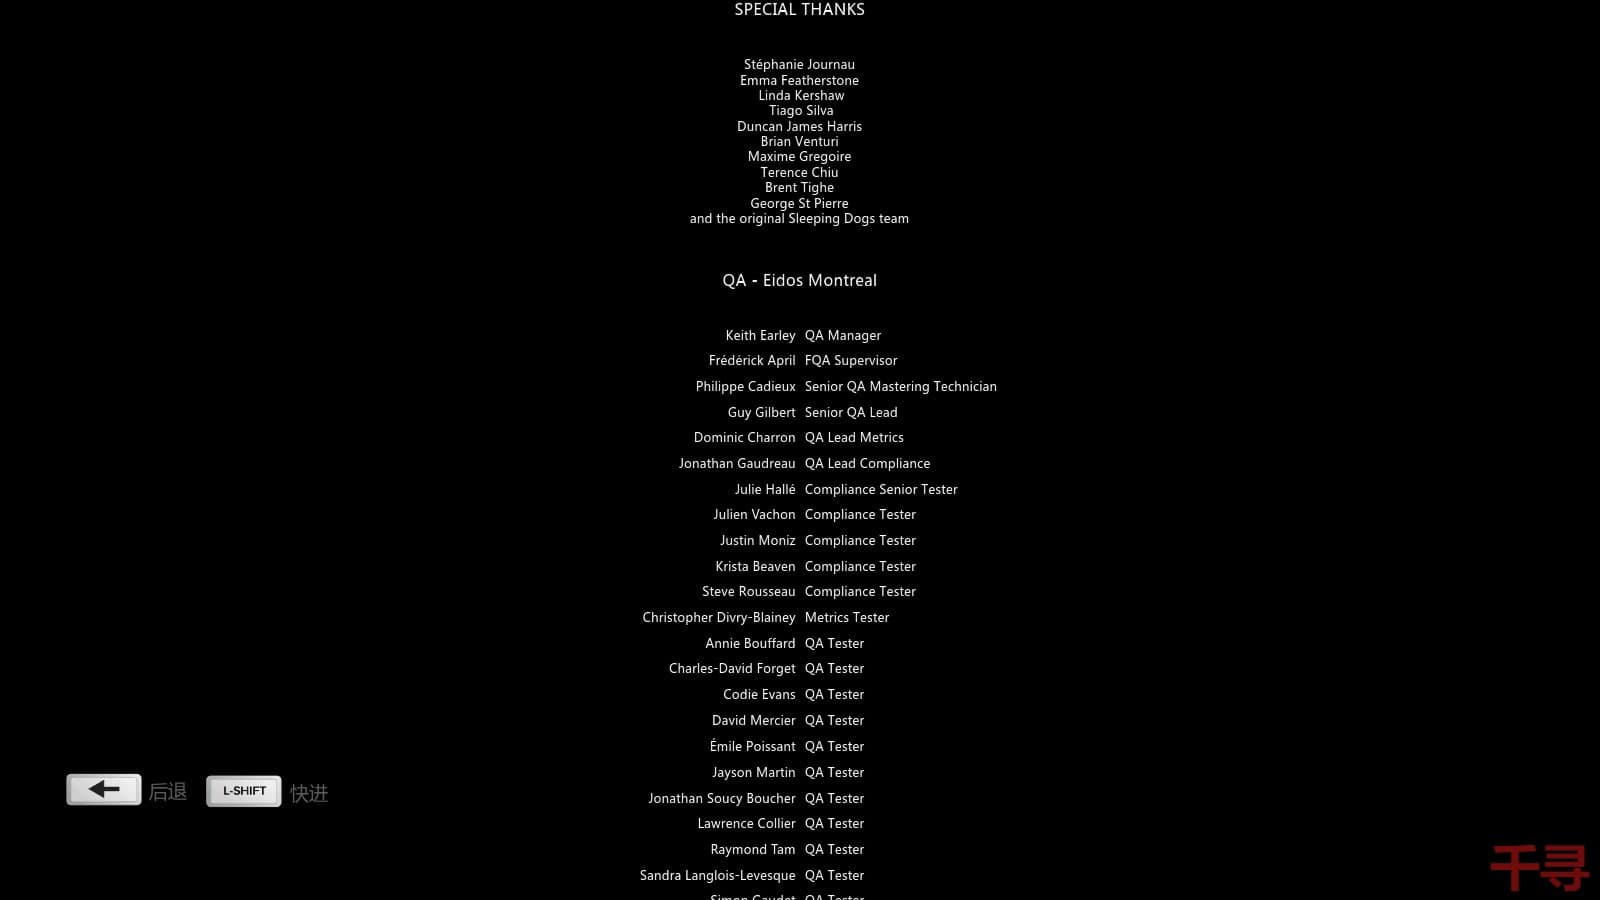 SPECIAL THANKS
Stéphanie Journau
Emma Featherstone
Linda Kershaw
Tiago Silva
Duncan James Harris
Brian Venturi
Maxime Gregoire
Terence Chiu
Brent Tighe
George St Pierre
and the original Sleeping Dogs team
QA - Eidos Montreal
Keith Earley QA Manager
Frédérick April FQA Supervisor
Philippe Cadieux Senior QA Mastering Technician
Guy Gilbert Senior QA Lead
Dominic Charron QA Lead Metrics
Jonathan Gaudreau QA Lead Compliance
Julie Hallé Compliance Senior Tester
Julien Vachon Compliance Tester
Justin Moniz Compliance Tester
Krista Beaven Compliance Tester
Steve Rousseau Compliance Tester
Christopher Divry-Blainey Metrics Tester
Annie Bouffard QA Tester
Charles-David Forget QA Tester
Codie Evans QA Tester
David Mercier QA Tester
Émile Poissant QA Tester
Jayson Martin QA Tester
Jonathan Soucy Boucher QA Tester
Lawrence Collier QA Tester
Raymond Tam QA Tester
Sandra Langlois-Levesque QA Tester
Simon Gaudet QA Tester
后退 L-SHIFT 快进
千寻